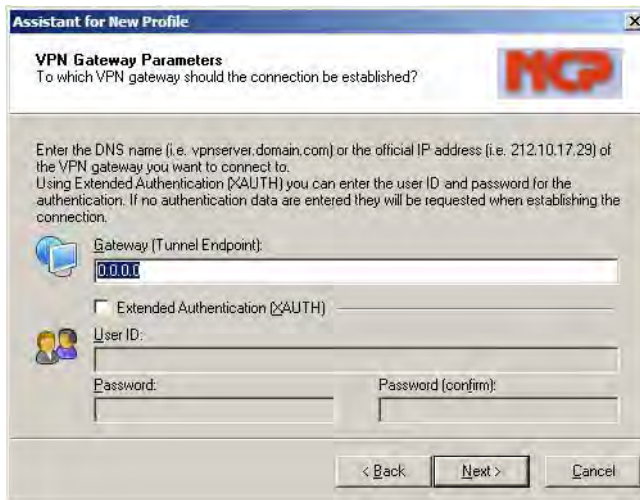 Assistant for New Profile
VPN Gateway Parameters
To which VPN gateway should the connection be established?
NCP
Enter the DNS name (i.e. vpnserver.domain.com) or the official IP address (i.e. 212.10.17.29) of
the VPN gateway you want to connect to.
Using Extended Authentication (XAUTH) you can enter the user ID and password for the
authentication. If no authentication data are entered they will be requested when establishing the
connection.
Gateway (Tunnel Endpoint):
0.0.0.0
Extended Authentication (XAUTH)
User ID:
Password:
Password (confirm):
< Back
Next >
Cancel